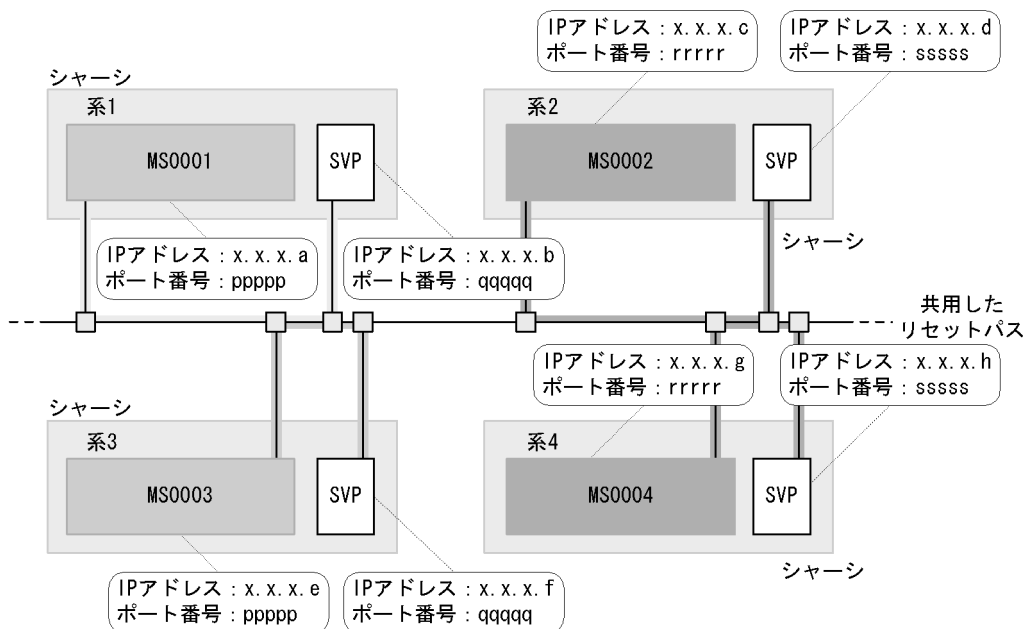 IPアドレス：x.x.x.c
ポート番号：rrrrr
IPアドレス：x.x.x.d
ポート番号：sssss
シャーシ
系1
MS0001
SVP
系2
MS0002
SVP
シャーシ
IPアドレス：x.x.x.a
ポート番号：ppppp
IPアドレス：x.x.x.b
ポート番号：qqqqq
共用した
リセットパス
IPアドレス：x.x.x.g
ポート番号：rrrrr
IPアドレス：x.x.x.h
ポート番号：sssss
シャーシ
系3
MS0003
SVP
系4
MS0004
SVP
シャーシ
IPアドレス：x.x.x.e
ポート番号：ppppp
IPアドレス：x.x.x.f
ポート番号：qqqqq